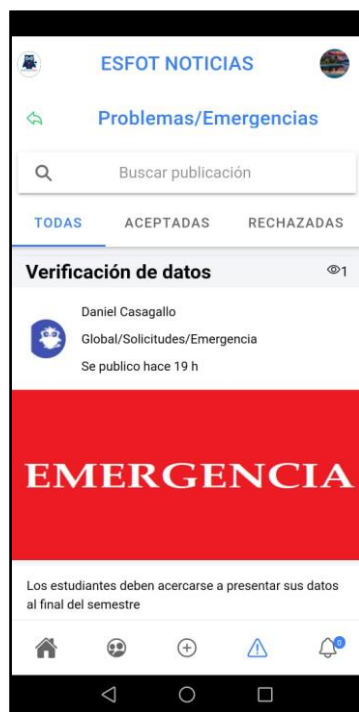 ESFOT NOTICIAS
Problemas/Emergencias
Buscar publicación
TODAS ACEPTADAS RECHAZADAS
Verificación de datos 1
Daniel Casagallo
Global/Solicitudes/Emergencia
Se publico hace 19 h
EMERGENCIA
Los estudiantes deben acercarse a presentar sus datos
al final del semestre
0